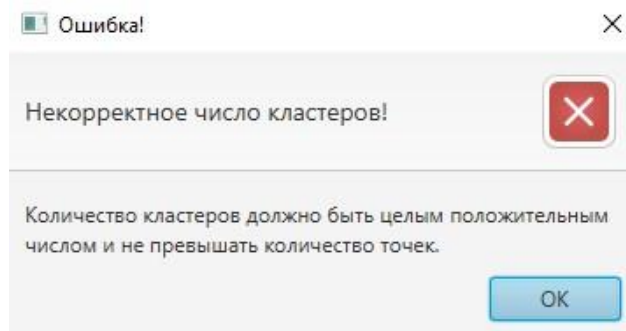 Ошибка!
Некорректное число кластеров!
Количество кластеров должно быть целым положительным
числом и не превышать количество точек.
OK